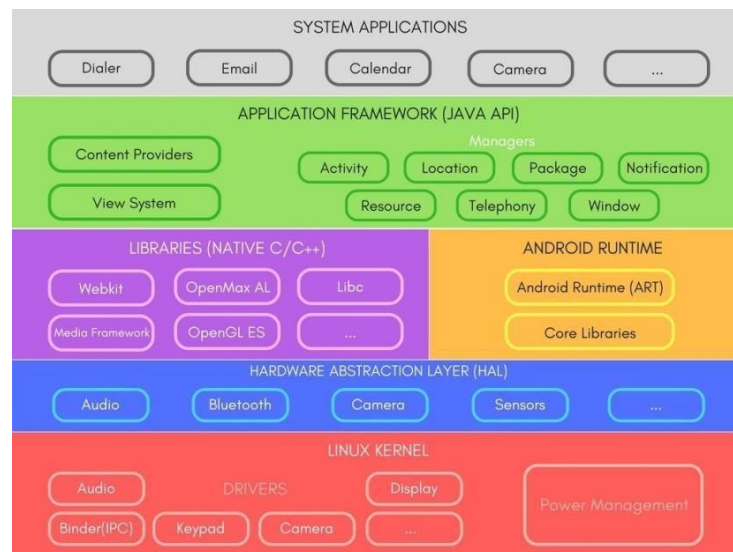 SYSTEM APPLICATIONS
Dialer Email Calendar Camera ...
APPLICATION FRAMEWORK (JAVA API)
Managers
Content Providers
Activity Location Package Notification
View System
Resource Telephony Window
LIBRARIES (NATIVE C/C++)
Webkit OpenMax AL Libc
Media Framework OpenGL ES ...
ANDROID RUNTIME
Android Runtime (ART)
Core Libraries
HARDWARE ABSTRACTION LAYER (HAL)
Audio Bluetooth Camera Sensors ...
LINUX KERNEL
Audio DRIVERS Display
Binder(IPC) Keypad Camera ...
Power Management